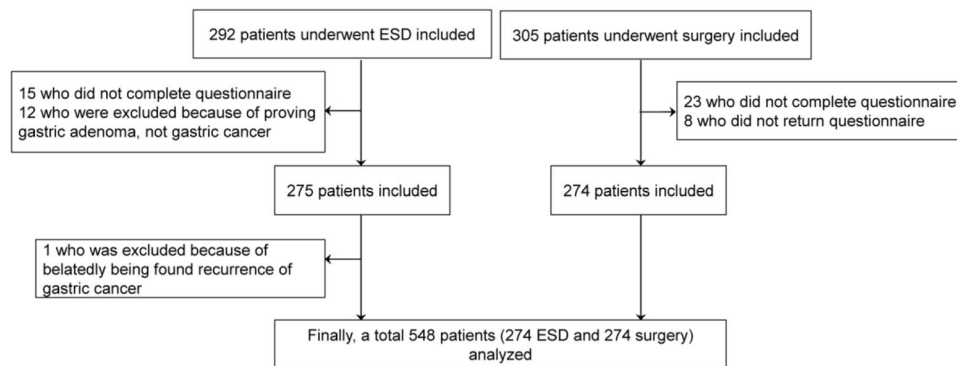 292 patients underwent ESD included
305 patients underwent surgery included
15 who did not complete questionnaire
12 who were excluded because of proving
gastric adenoma, not gastric cancer
23 who did not complete questionnaire
8 who did not return questionnaire
275 patients included
274 patients included
1 who was excluded because of
belatedly being found recurrence of
gastric cancer
Finally, a total 548 patients (274 ESD and 274 surgery)
analyzed